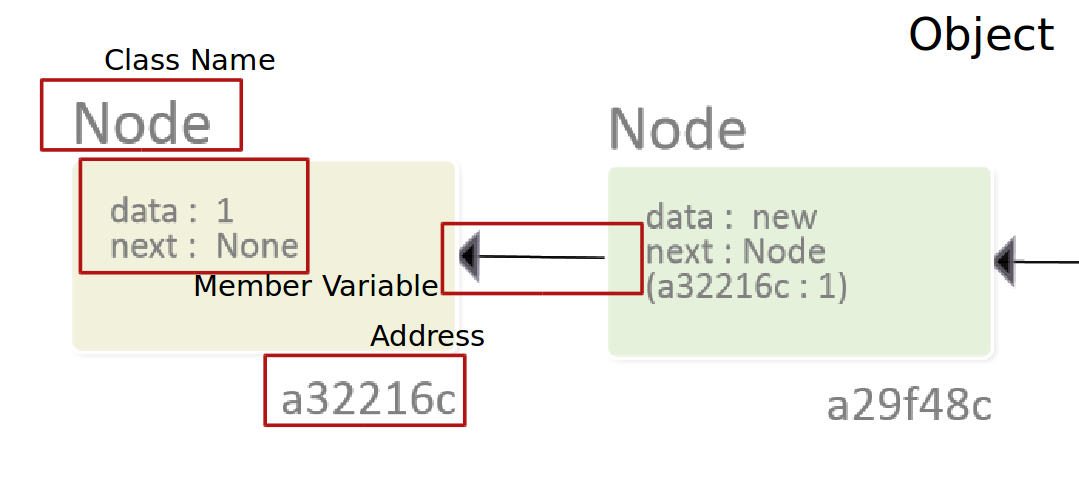 Object
Class Name
Node
data : 1
next : None
Member Variable
Address
a32216c
Node
data : new
next : Node
(a32216c : 1)
a29f48c